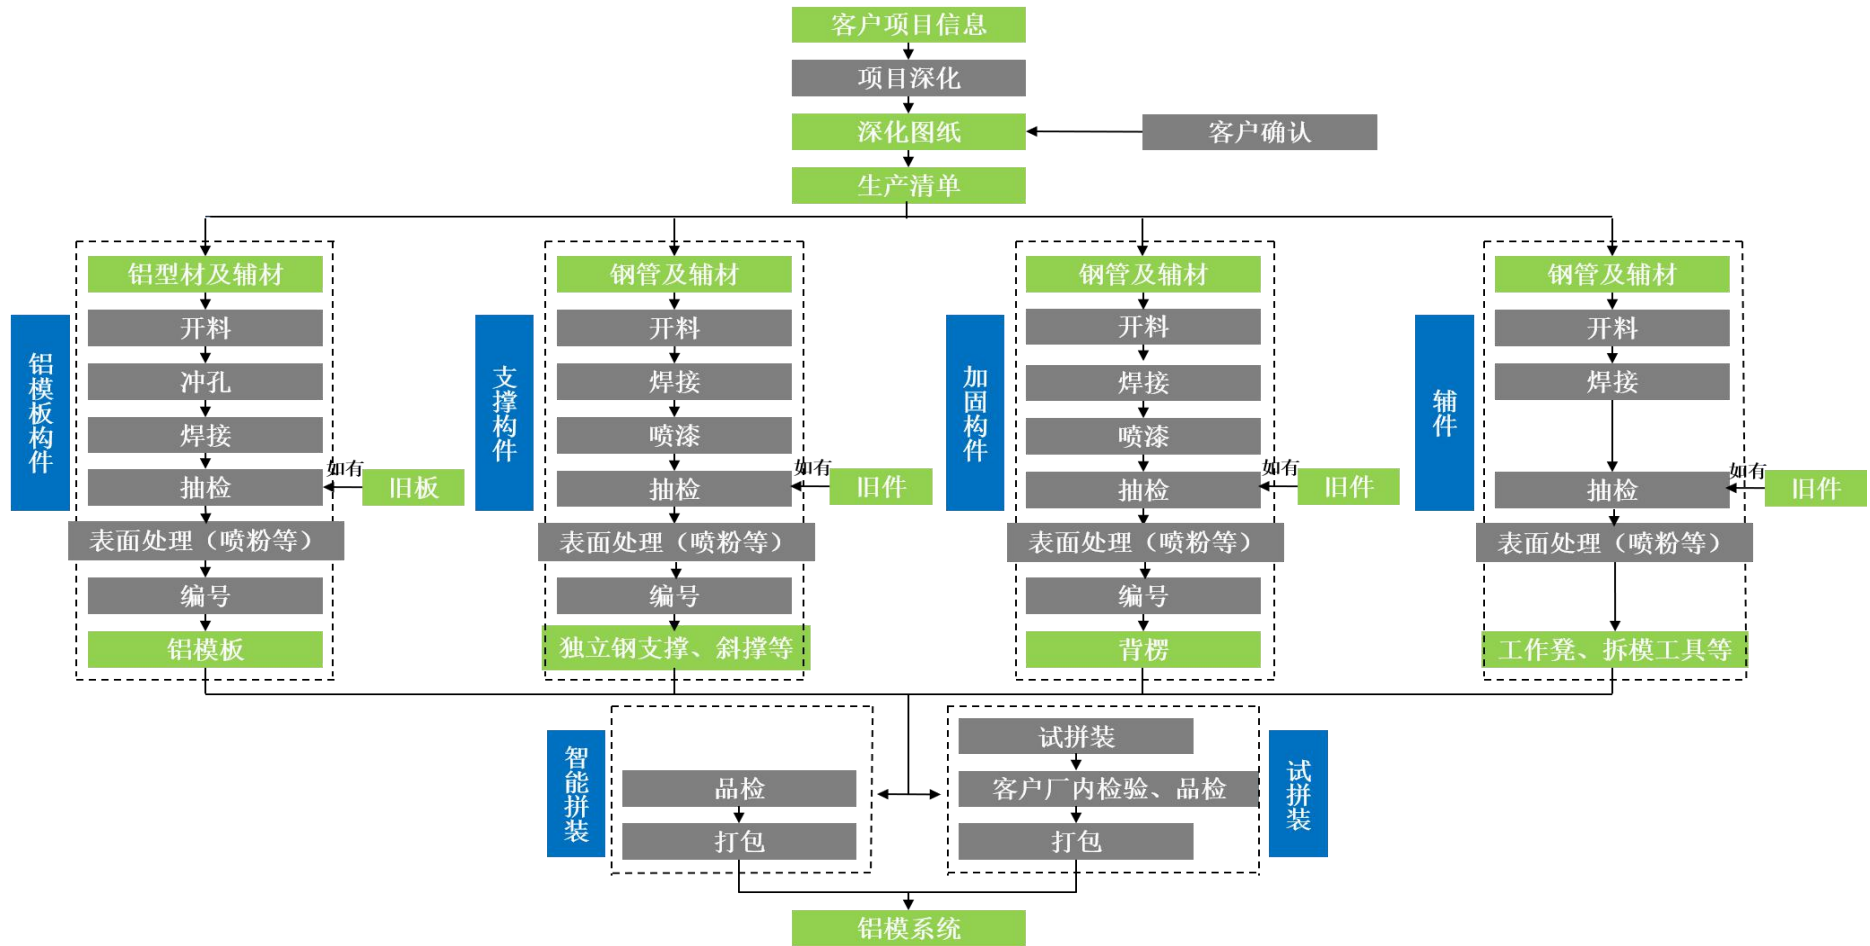 客户项目信息
项目深化
深化图纸
客户确认
生产清单
铝模板构件
铝型材及辅材
开料
冲孔
焊接
抽检
如有
旧板
表面处理（喷粉等）
编号
铝模板
支撑构件
钢管及辅材
开料
焊接
喷漆
抽检
如有
旧件
表面处理（喷粉等）
编号
独立钢支撑、斜撑等
加固构件
钢管及辅材
开料
焊接
喷漆
抽检
如有
旧件
表面处理（喷粉等）
编号
背楞
辅件
钢管及辅材
开料
焊接
抽检
如有
旧件
表面处理（喷粉等）
工作凳、拆模工具等
智能拼装
品检
打包
试拼装
客户厂内检验、品检
打包
试拼装
铝模系统